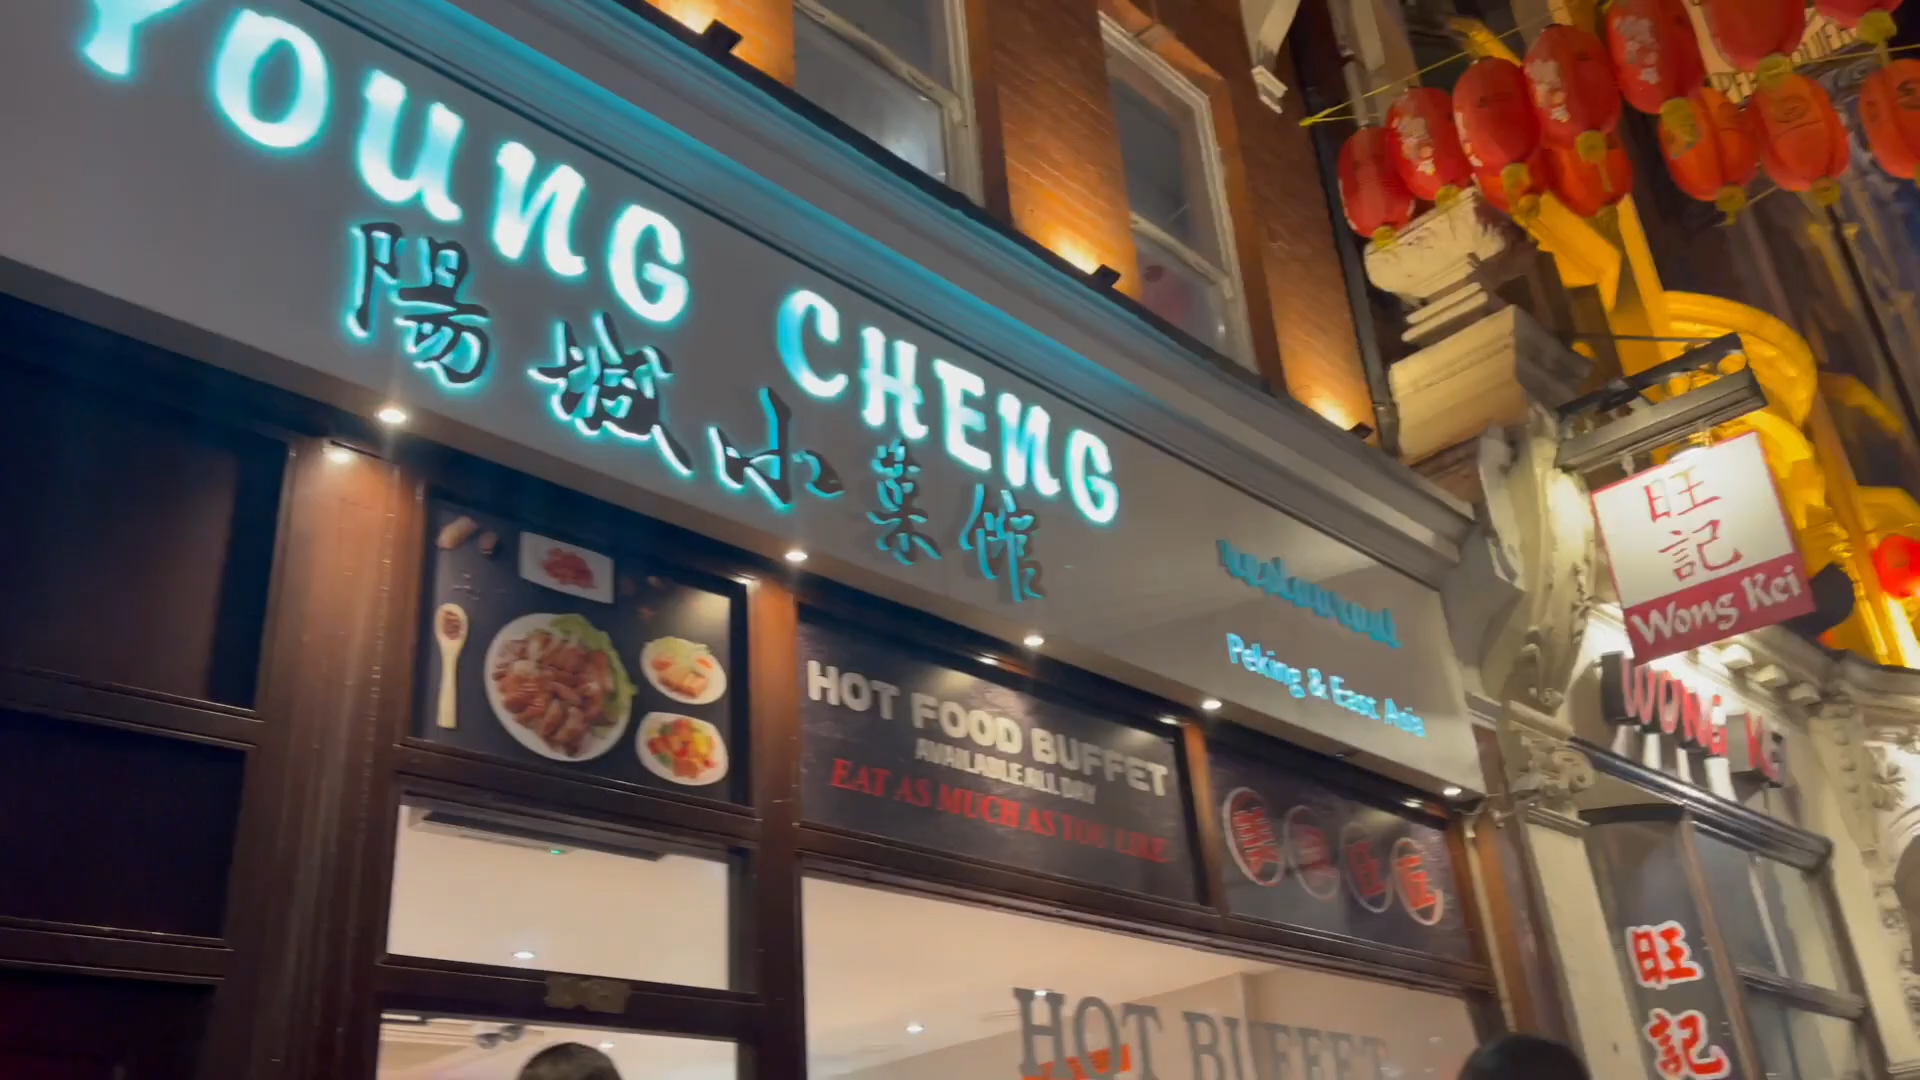 YOUNG CHENG
陽城小菜館
Peking & East Asia
HOT FOOD BUFFET
AVAILABLE ALL DAY
EAT AS MUCH AS YOU LIKE
HOT BUFFET
旺記
Wong Kei
WONG KEI
旺記